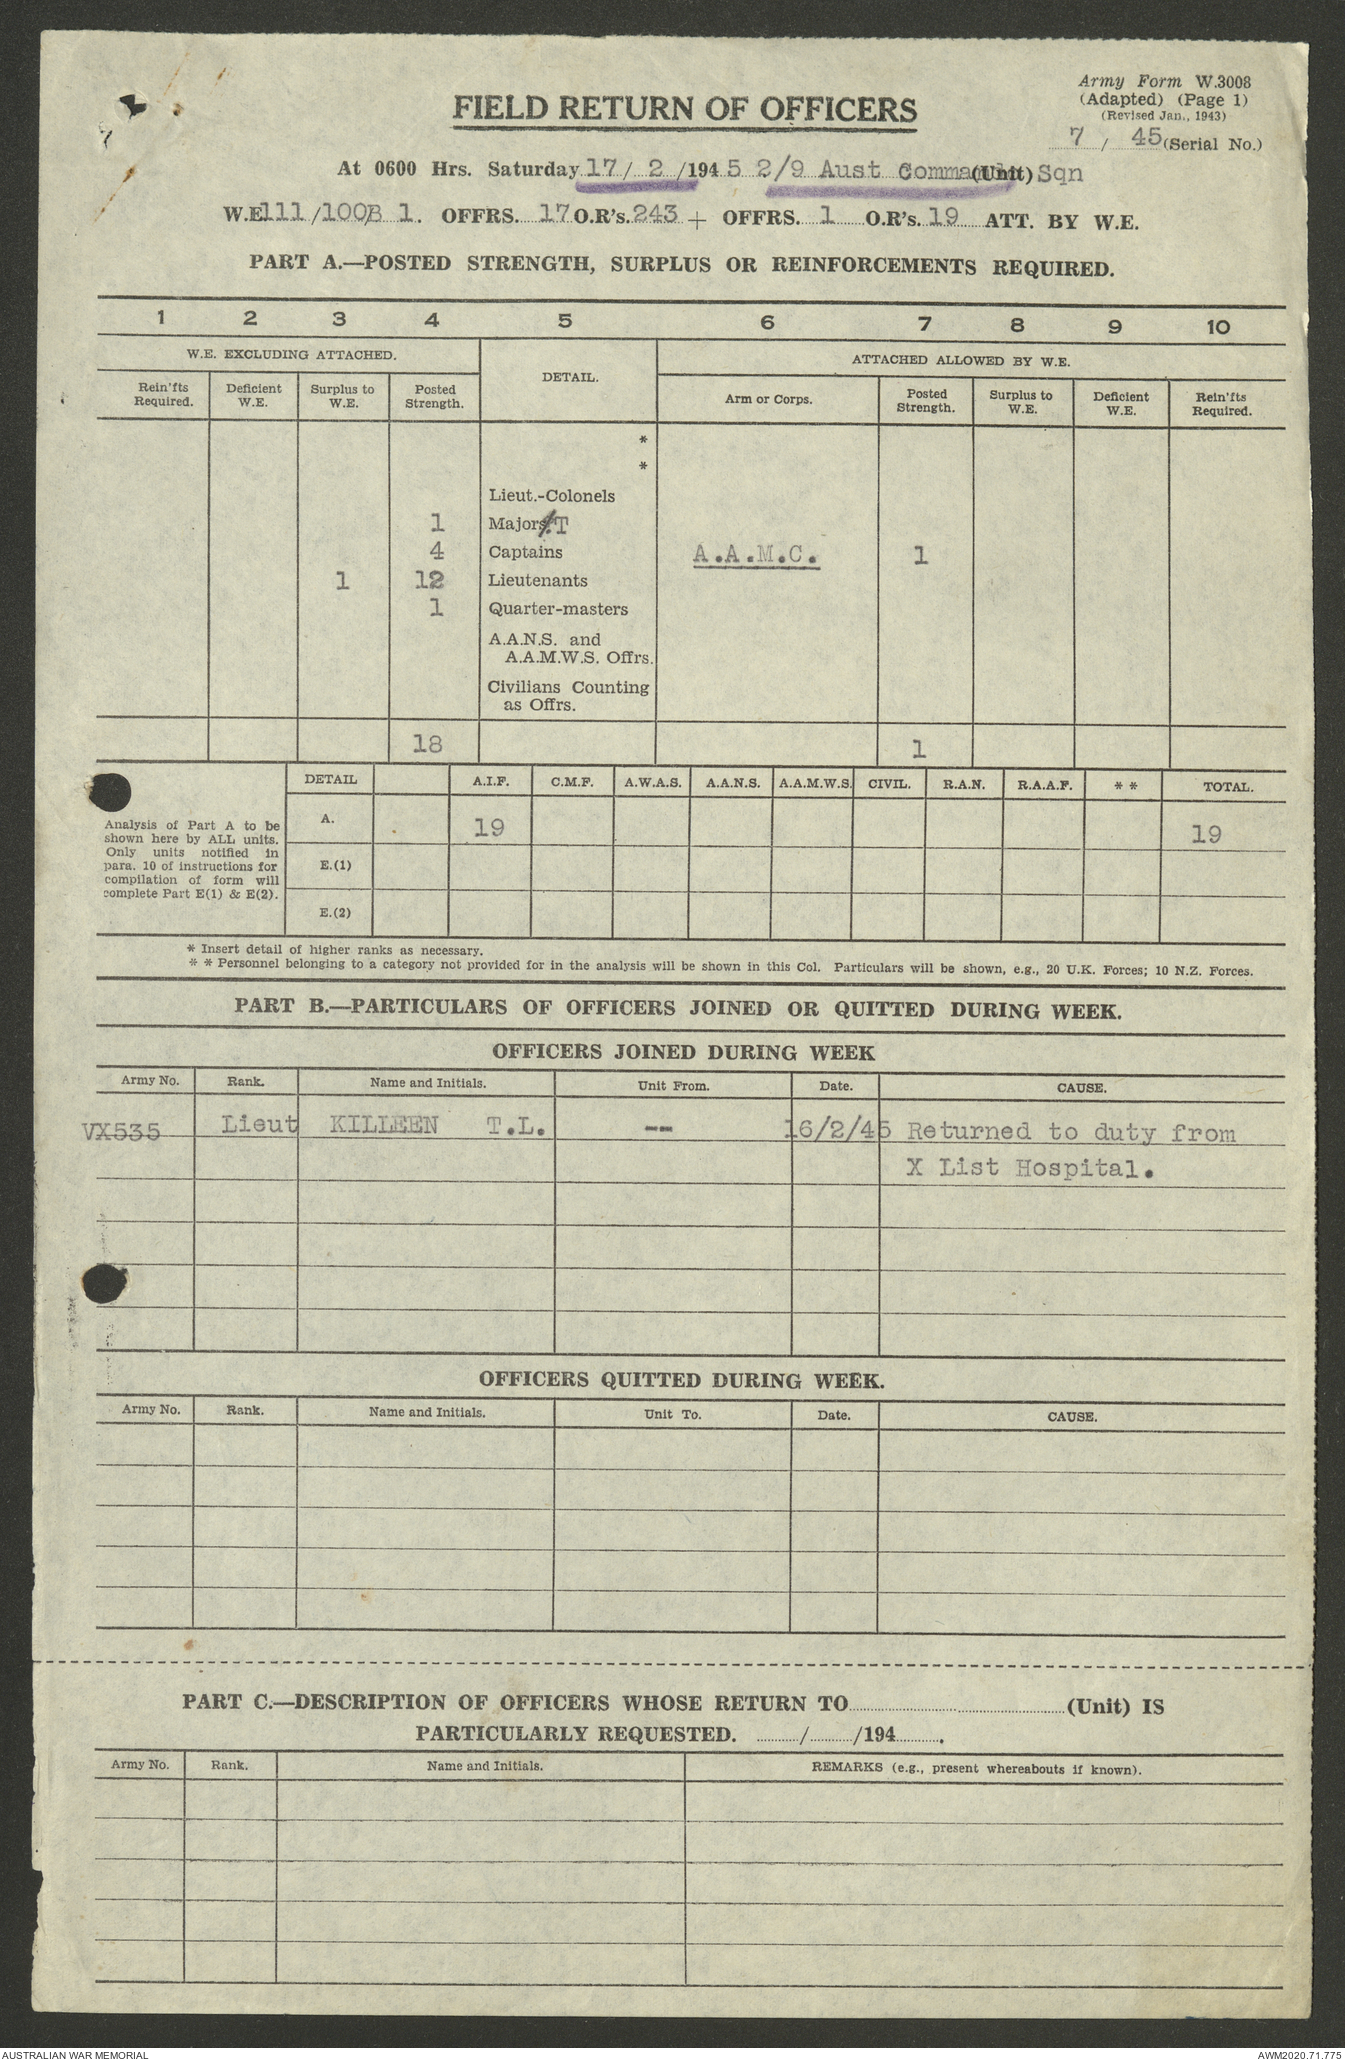 Army Form W.3008
(Adapted) (Page 1)
(Revised Jan., 1943)
7 / 45 (Serial No.)
FIELD RETURN OF OFFICERS
At 0600 Hrs. Saturday 17/ 2 /194 5 2/9 Aust Commando (Unit) Sqn
W.E. 111 /100/B 1. OFFRS. 17 O.R's. 243 + OFFRS. 1 O.R's. 19 ATT. BY W.E.
PART A.—POSTED STRENGTH, SURPLUS OR REINFORCEMENTS REQUIRED.
1 2 3 4 5 6 7 8 9 10
W.E. EXCLUDING ATTACHED. DETAIL. ATTACHED ALLOWED BY W.E.
Rein'fts Required. Deficient W.E. Surplus to W.E. Posted Strength. Arm or Corps. Posted Strength. Surplus to W.E. Deficient W.E. Rein'fts Required.
*
*
Lieut.-Colonels
1 Majors/T
4 Captains A.A.M.C. 1
1 12 Lieutenants
1 Quarter-masters
A.A.N.S. and
A.A.M.W.S. Offrs.
Civilians Counting
as Offrs.
18 1
DETAIL A.I.F. C.M.F. A.W.A.S. A.A.N.S. A.A.M.W.S. CIVIL. R.A.N. R.A.A.F. * * TOTAL.
A. 19 19
E.(1)
E.(2)
Analysis of Part A to be
shown here by ALL units.
Only units notified in
para. 10 of instructions for
compilation of form will
complete Part E(1) & E(2).
* Insert detail of higher ranks as necessary.
* * Personnel belonging to a category not provided for in the analysis will be shown in this Col. Particulars will be shown, e.g., 20 U.K. Forces; 10 N.Z. Forces.
PART B.—PARTICULARS OF OFFICERS JOINED OR QUITTED DURING WEEK.
OFFICERS JOINED DURING WEEK
Army No. Rank. Name and Initials. Unit From. Date. CAUSE.
VX535 Lieut KILLEEN T.L. -- 16/2/45 Returned to duty from
X List Hospital.
OFFICERS QUITTED DURING WEEK.
Army No. Rank. Name and Initials. Unit To. Date. CAUSE.
PART C.—DESCRIPTION OF OFFICERS WHOSE RETURN TO (Unit) IS
PARTICULARLY REQUESTED. / /194 .
Army No. Rank. Name and Initials. REMARKS (e.g., present whereabouts if known).
AUSTRALIAN WAR MEMORIAL AWM2020.71.775